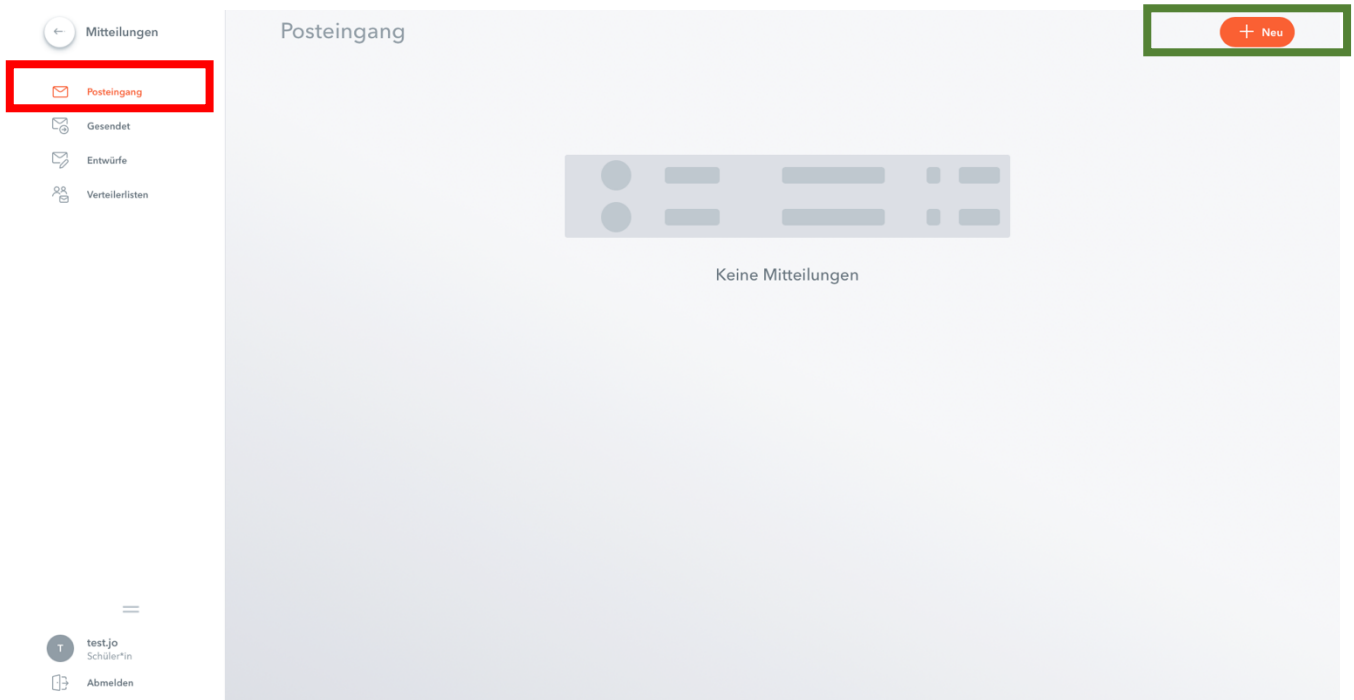 Mitteilungen
Posteingang
Gesendet
Entwürfe
Verteilerlisten
Posteingang
+ Neu
Keine Mitteilungen
T
test.jo
Schüler*in
Abmelden